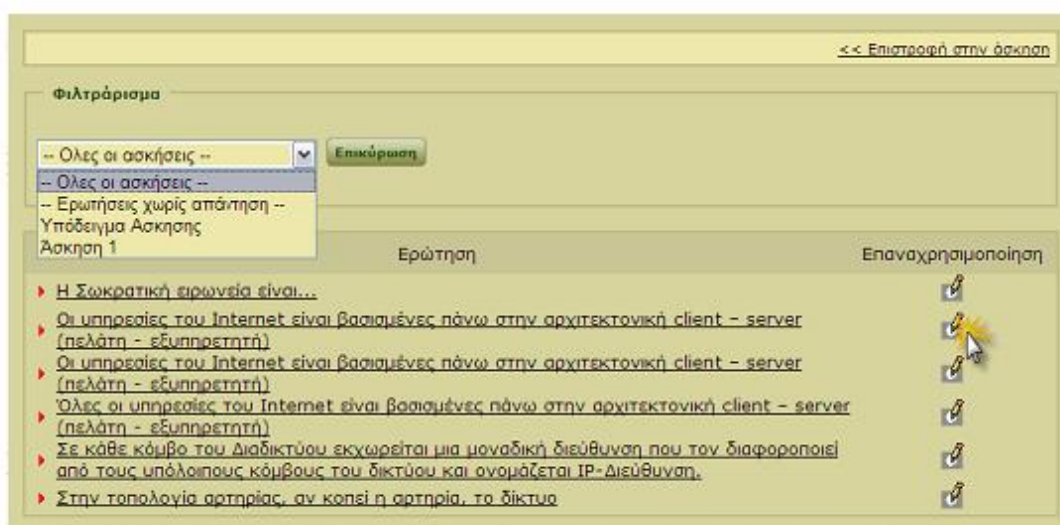 << Επιστροφή στην άσκηση
Φιλτράρισμα
-- Ολες οι ασκήσεις --
Επικύρωση
-- Ολες οι ασκήσεις --
-- Ερωτήσεις χωρίς απάντηση --
Υπόδειγμα Ασκησης
Άσκηση 1
Ερώτηση
Επαναχρησιμοποίηση
Η Σωκρατική ειρωνεία είναι...
Οι υπηρεσίες του Internet είναι βασισμένες πάνω στην αρχιτεκτονική client – server
(πελάτη - εξυπηρετητή)
Οι υπηρεσίες του Internet είναι βασισμένες πάνω στην αρχιτεκτονική client – server
(πελάτη - εξυπηρετητή)
Όλες οι υπηρεσίες του Internet είναι βασισμένες πάνω στην αρχιτεκτονική client – server
(πελάτη - εξυπηρετητή)
Σε κάθε κόμβο του Διαδικτύου εκχωρείται μια μοναδική διεύθυνση που τον διαφοροποιεί
από τους υπόλοιπους κόμβους του δικτύου και ονομάζεται IP-Διεύθυνση.
Στην τοπολογία αρτηρίας, αν κοπεί η αρτηρία, το δίκτυο